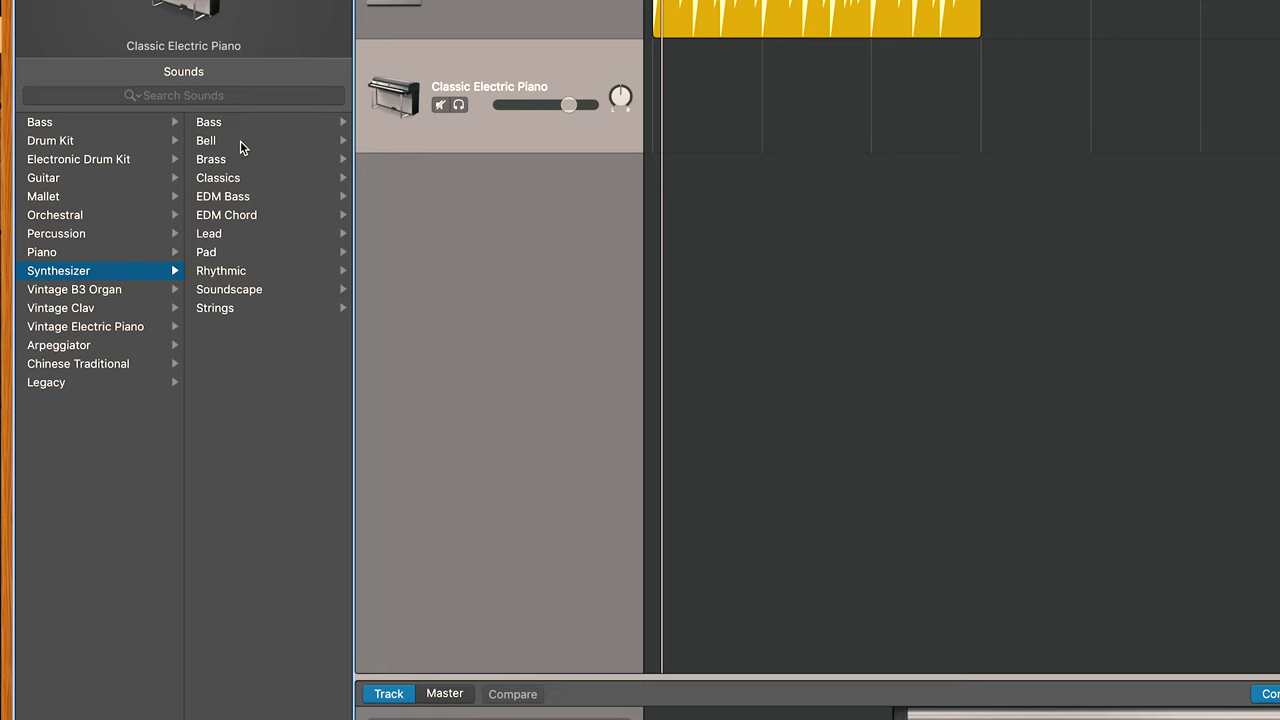 Classic Electric Piano
Sounds
Search Sounds
Bass
Drum Kit
Electronic Drum Kit
Guitar
Mallet
Orchestral
Percussion
Piano
Synthesizer
Vintage B3 Organ
Vintage Clav
Vintage Electric Piano
Arpeggiator
Chinese Traditional
Legacy
Bass
Bell
Brass
Classics
EDM Bass
EDM Chord
Lead
Pad
Rhythmic
Soundscape
Strings
Classic Electric Piano
L R
Track Master Compare